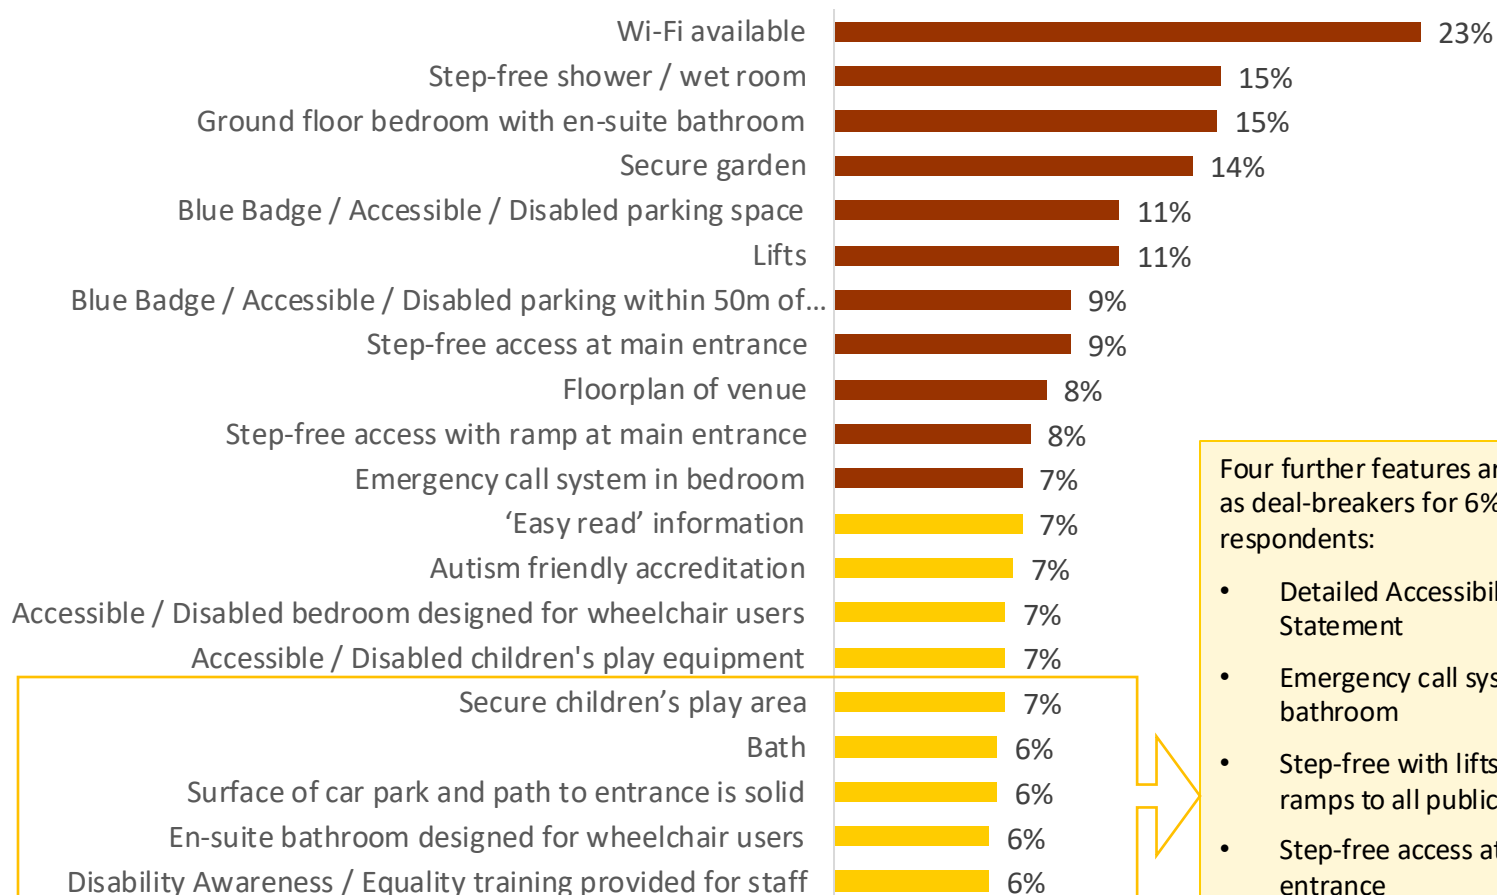 Wi-Fi available 23%
Step-free shower / wet room 15%
Ground floor bedroom with en-suite bathroom 15%
Secure garden 14%
Blue Badge / Accessible / Disabled parking space 11%
Lifts 11%
Blue Badge / Accessible / Disabled parking within 50m of... 9%
Step-free access at main entrance 9%
Floorplan of venue 8%
Step-free access with ramp at main entrance 8%
Emergency call system in bedroom 7%
‘Easy read’ information 7%
Autism friendly accreditation 7%
Accessible / Disabled bedroom designed for wheelchair users 7%
Accessible / Disabled children's play equipment 7%
Secure children’s play area 7%
Bath 6%
Surface of car park and path to entrance is solid 6%
En-suite bathroom designed for wheelchair users 6%
Disability Awareness / Equality training provided for staff 6%
Four further features
as deal-breakers for 6%
respondents:
• Detailed
Statement
• Emergency call
bathroom
• Step-free with lifts
ramps to all public
• Step-free access at
entrance